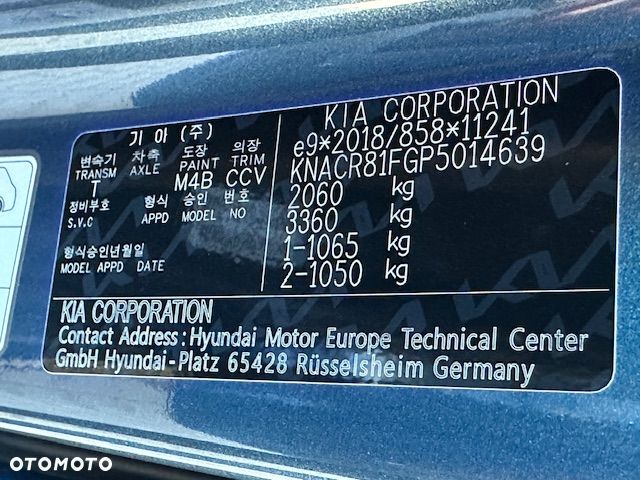 기아 (주)
변속기 차축 도장 의장
TRANSM AXLE PAINT TRIM
T M4B CCV
정비부호 형식 승인 번호
S.V.C APPD MODEL NO
형식승인년월일
MODEL APPD DATE
KIA CORPORATION
e9*2018/858*11241
KNACR81FGP5014639
2060 kg
3360 kg
1-1065 kg
2-1050 kg
KIA CORPORATION
Contact Address : Hyundai Motor Europe Technical Center
GmbH Hyundai-Platz 65428 Rüsselsheim Germany
OTOMOTO